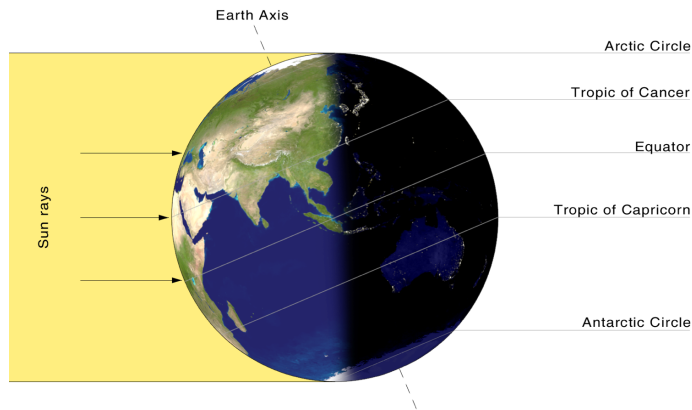 Earth Axis
Arctic Circle
Tropic of Cancer
Equator
Sun rays
Tropic of Capricorn
Antarctic Circle